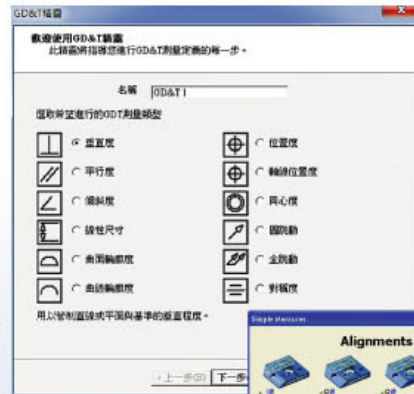 GD&T精靈
歡迎使用GD&T精靈
此精靈將指導您進行GD&T測量定義的每一步。
名稱 GD&T1
選取希望進行的GDT測量類型
垂直度 位置度
平行度 軸線位置度
傾斜度 同心度
線性尺寸 圓跳動
曲面輪廓度 全跳動
曲線輪廓度 對稱度
用以管制直線或平面與基準的垂直程度。
Simple Measures
Alignments
<上一步(B) 下一步